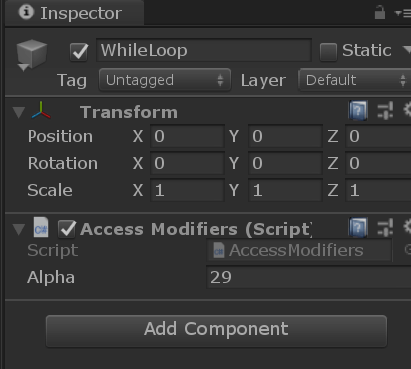 Inspector
WhileLoop Static
Tag Untagged Layer Default
Transform
Position X 0 Y 0 Z 0
Rotation X 0 Y 0 Z 0
Scale X 1 Y 1 Z 1
C# Access Modifiers (Script)
Script AccessModifiers
Alpha 29
Add Component